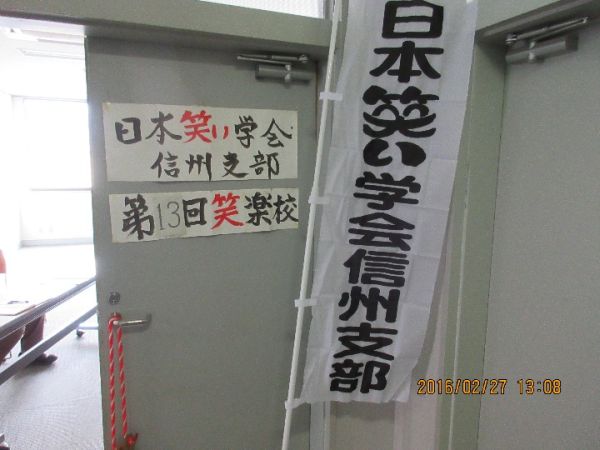 日本笑い学会
信州支部
第13回笑楽校
日本笑い学会信州支部
2016/02/27 13:08